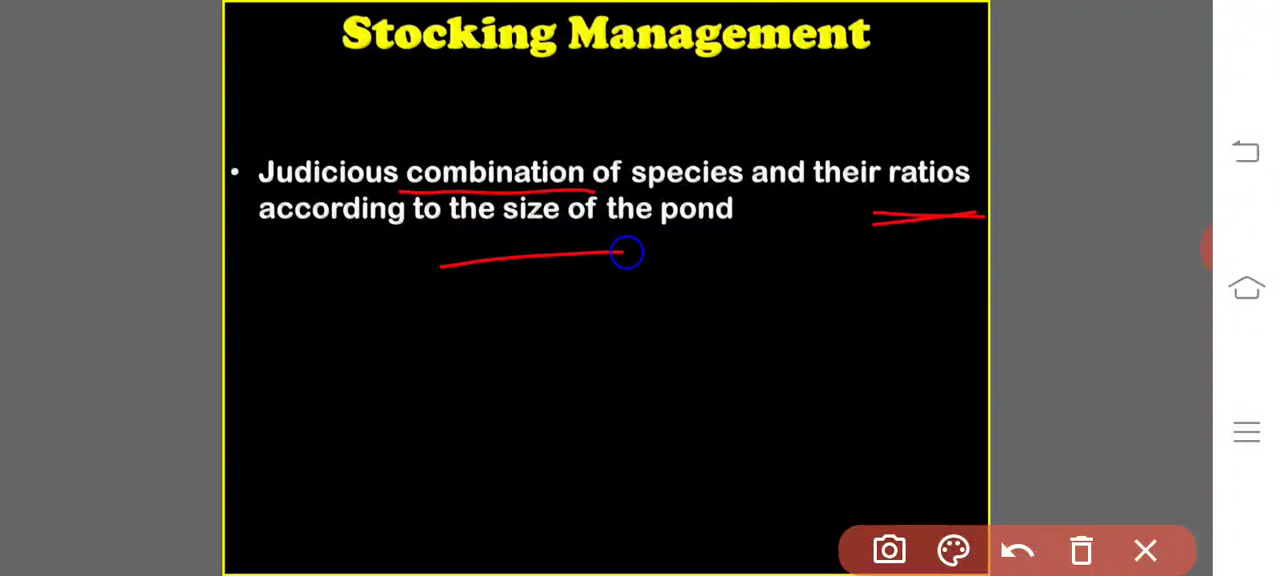 Stocking Management
• Judicious combination of species and their ratios
according to the size of the pond